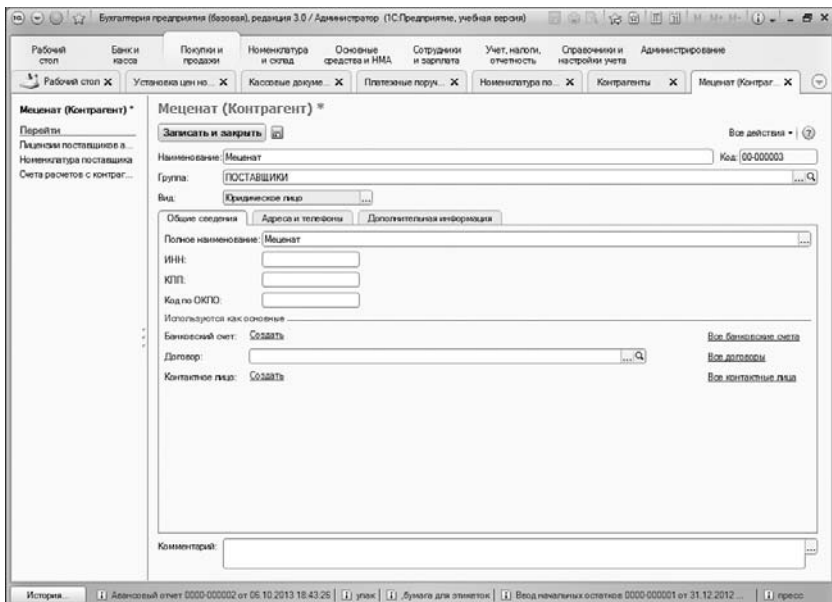 Бухгалтерия предприятия (базовая), редакция 3.0 / Администратор (1С:Предприятие, учебная версия)
M M+ M-
Рабочий стол
Банк и касса
Покупки и продажи
Номенклатура и склад
Основные средства и НМА
Сотрудники и зарплата
Учет, налоги, отчетность
Справочники и настройки учета
Администрирование
Рабочий стол
Установка цен но...
Кассовые докуме...
Платежные поруч...
Номенклатура по...
Контрагенты
Меценат (Контраг...
Меценат (Контрагент) *
Перейти
Лицензии поставщиков а...
Номенклатура поставщика
Счета расчетов с контраг...
Меценат (Контрагент) *
Записать и закрыть
Все действия
Наименование: Меценат
Код: 00-000003
Группа: ПОСТАВЩИКИ
Вид: Юридическое лицо
Общие сведения
Адреса и телефоны
Дополнительная информация
Полное наименование: Меценат
ИНН:
КПП:
Код по ОКПО:
Используются как основные
Банковский счет: Создать
Все банковские счета
Договор:
Все договоры
Контактное лицо: Создать
Все контактные лица
Комментарий:
История...
Авансовый отчет 0000-000002 от 06.10.2013 18:43:26
упак
,бумага для этикеток
Ввод начальных остатков 0000-000001 от 31.12.2012 ...
пресс